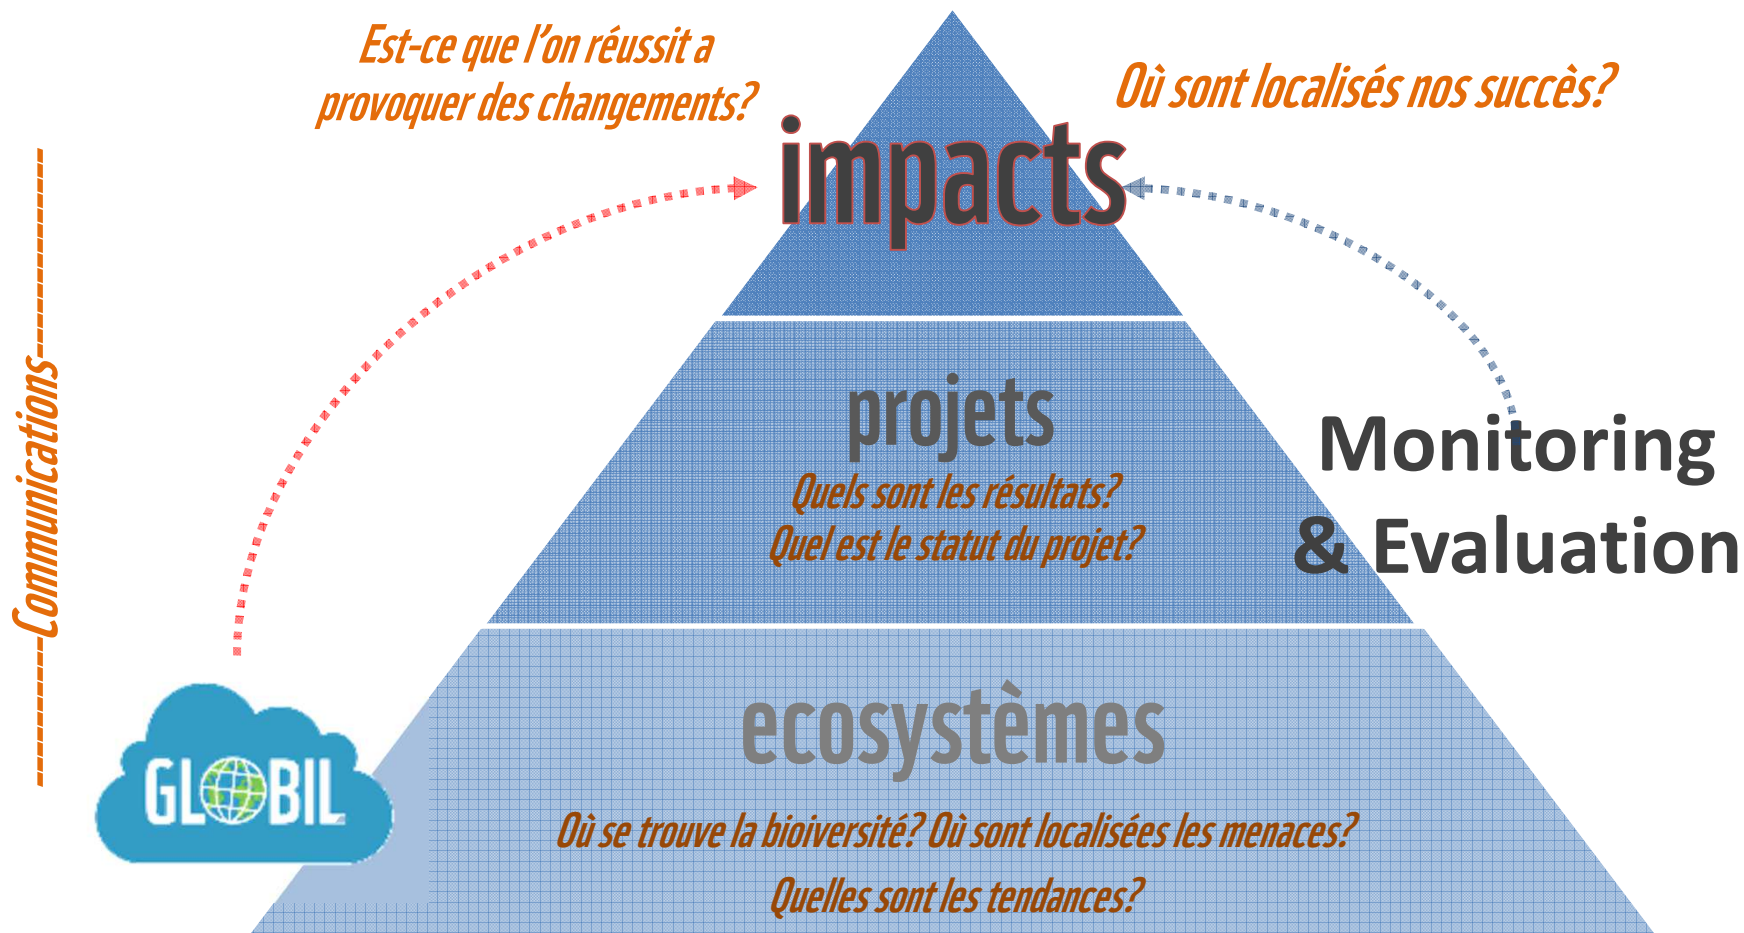 Est-ce que l'on réussit a
provoquer des changements?
Où sont localisés nos succès?
impacts
Communications
projets
Quels sont les résultats?
Quel est le statut du projet?
Monitoring
& Evaluation
ecosystèmes
GLOBIL
Où se trouve la bioiversité? Où sont localisées les menaces?
Quelles sont les tendances?